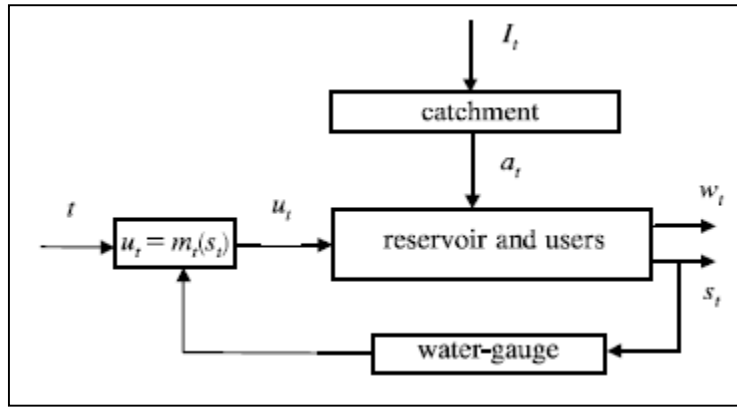 I_t
catchment
a_t
w_t
t
u_t
u_t = m_t(s_t)
reservoir and users
s_t
water-gauge